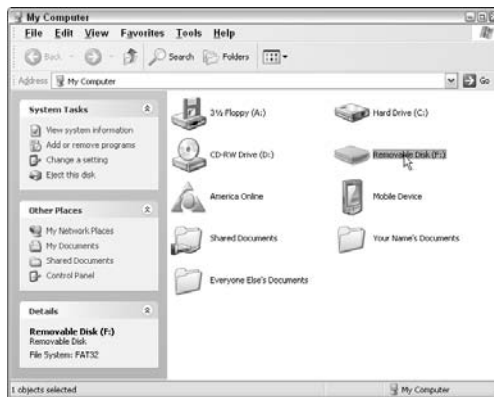 My Computer
File Edit View Favorites Tools Help
Back Search Folders
Address My Computer Go
System Tasks
View system information
Add or remove programs
Change a setting
Eject this disk
Other Places
My Network Places
My Documents
Shared Documents
Control Panel
Details
Removable Disk (F:)
Removable Disk
File System: FAT32
3½ Floppy (A:)
Hard Drive (C:)
CD-RW Drive (D:)
Removable Disk (F:)
America Online
Mobile Device
Shared Documents
Your Name's Documents
Everyone Else's Documents
1 objects selected
My Computer